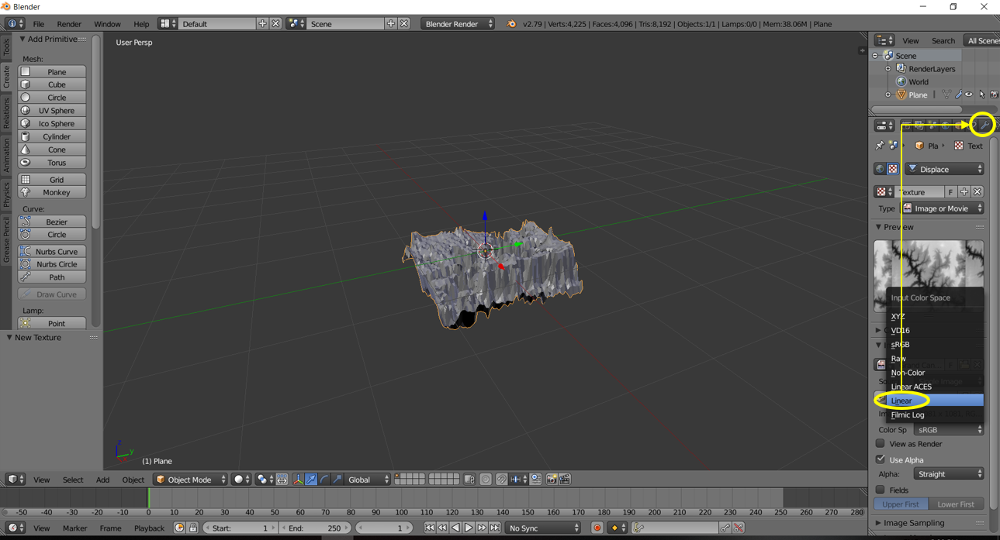 Blender
File Render Window Help Default Scene Blender Render v2.79 | Verts:4,225 | Faces:4,096 | Tris:8,192 | Objects:1/1 | Lamps:0/0 | Mem:38.06M | Plane
Tools
Create
Relations
Animation
Physics
Grease Pencil
Add Primitive
Mesh:
Plane
Cube
Circle
UV Sphere
Ico Sphere
Cylinder
Cone
Torus
Grid
Monkey
Curve:
Bezier
Circle
Nurbs Curve
Nurbs Circle
Path
Draw Curve
Lamp:
Point
New Texture
User Persp
z
y
(1) Plane
View Search All Scenes
Scene
RenderLayers
World
Plane
Pla Text
Displace
Texture F
Type Image or Movie
Preview
Input Color Space
XYZ
VD16
sRGB
Raw
Non-Color
Linear ACES
Linear
Filmic Log
Color Sp sRGB
View as Render
Use Alpha
Alpha: Straight
Fields
Upper First Lower First
Image Sampling
View Select Add Object Object Mode Global
-50 -40 -30 -20 -10 0 10 20 30 40 50 60 70 80 90 100 110 120 130 140 150 160 170 180 190 200 210 220 230 240 250 260 270 280
View Marker Frame Playback Start: 1 End: 250 1 No Sync